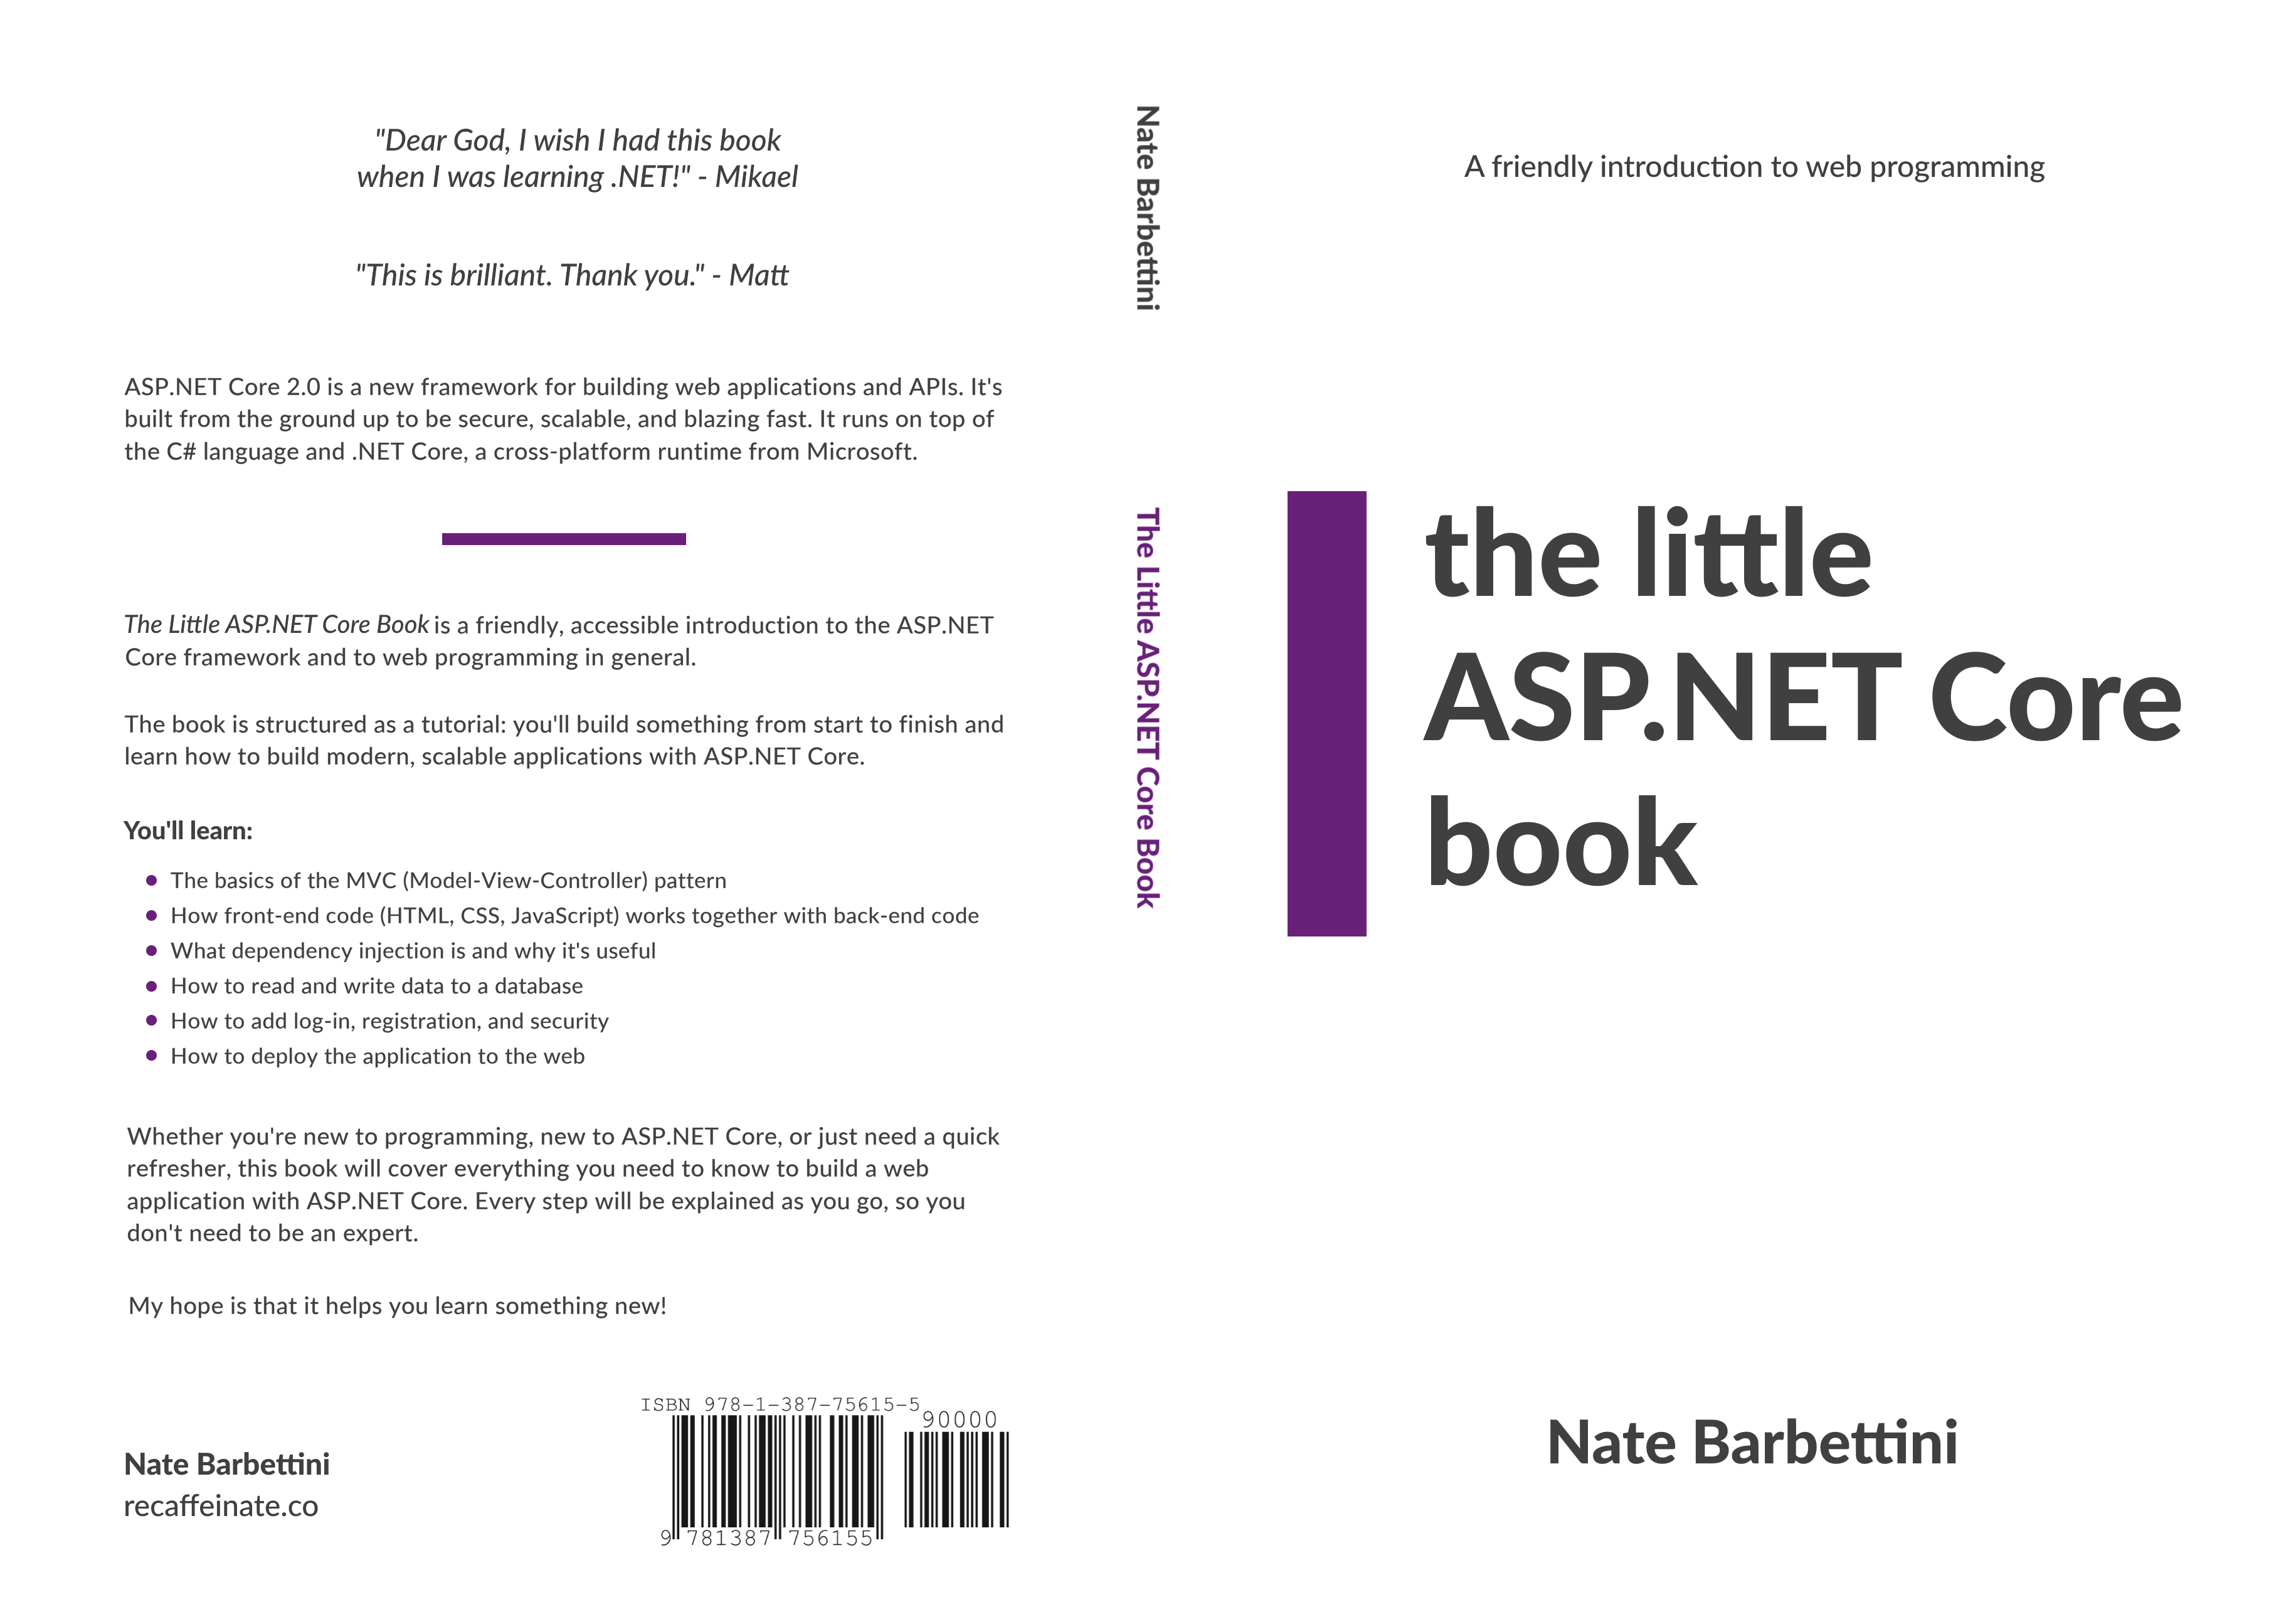 "Dear God, I wish I had this book
when I was learning .NET!" - Mikael
"This is brilliant. Thank you." - Matt
ASP.NET Core 2.0 is a new framework for building web applications and APIs. It's
built from the ground up to be secure, scalable, and blazing fast. It runs on top of
the C# language and .NET Core, a cross-platform runtime from Microsoft.
The Little ASP.NET Core Book is a friendly, accessible introduction to the ASP.NET
Core framework and to web programming in general.
The book is structured as a tutorial: you'll build something from start to finish and
learn how to build modern, scalable applications with ASP.NET Core.
You'll learn:
The basics of the MVC (Model-View-Controller) pattern
How front-end code (HTML, CSS, JavaScript) works together with back-end code
What dependency injection is and why it's useful
How to read and write data to a database
How to add log-in, registration, and security
How to deploy the application to the web
Whether you're new to programming, new to ASP.NET Core, or just need a quick
refresher, this book will cover everything you need to know to build a web
application with ASP.NET Core. Every step will be explained as you go, so you
don't need to be an expert.
My hope is that it helps you learn something new!
Nate Barbettini
recaffeinate.co
ISBN 978-1-387-75615-5
90000
9 781387 756155
Nate Barbettini
The Little ASP.NET Core Book
A friendly introduction to web programming
the little
ASP.NET Core
book
Nate Barbettini